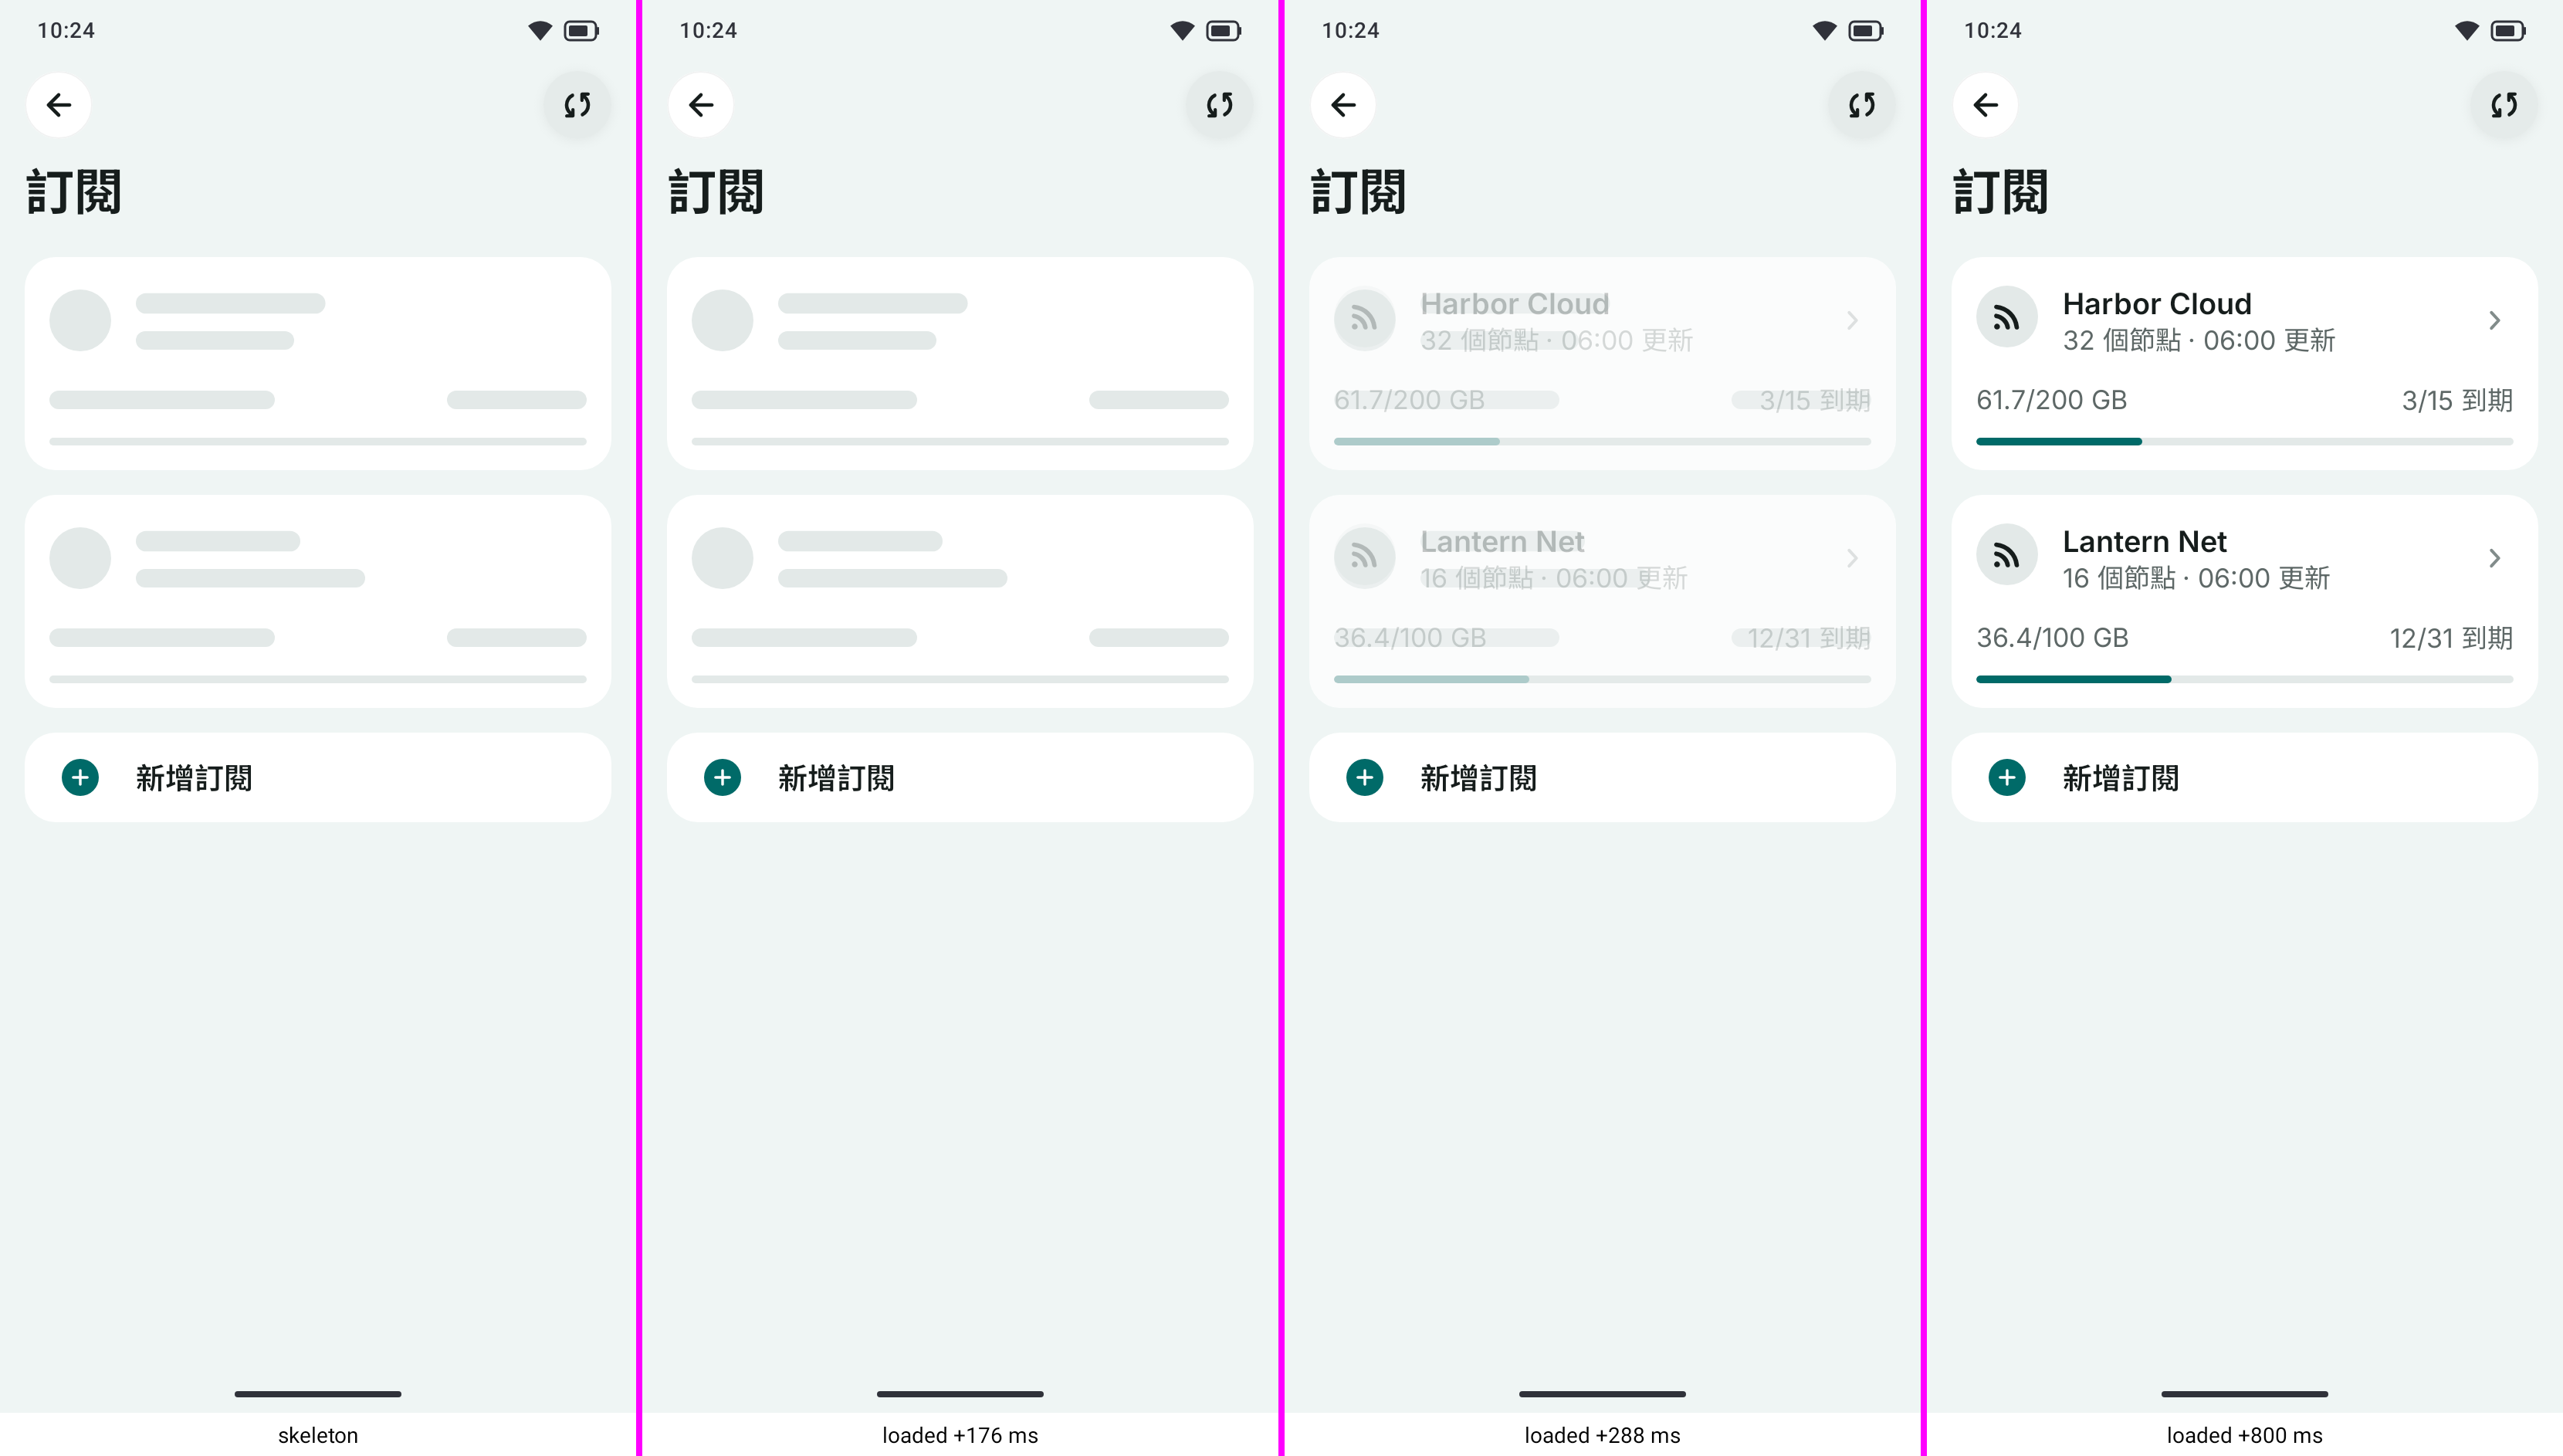 10:24
訂閱
新增訂閱
skeleton
10:24
訂閱
新增訂閱
loaded +176 ms
10:24
訂閱
Harbor Cloud
32 個節點 · 06:00 更新
61.7/200 GB 3/15 到期
Lantern Net
16 個節點 · 06:00 更新
36.4/100 GB 12/31 到期
新增訂閱
loaded +288 ms
10:24
訂閱
Harbor Cloud
32 個節點 · 06:00 更新
61.7/200 GB 3/15 到期
Lantern Net
16 個節點 · 06:00 更新
36.4/100 GB 12/31 到期
新增訂閱
loaded +800 ms